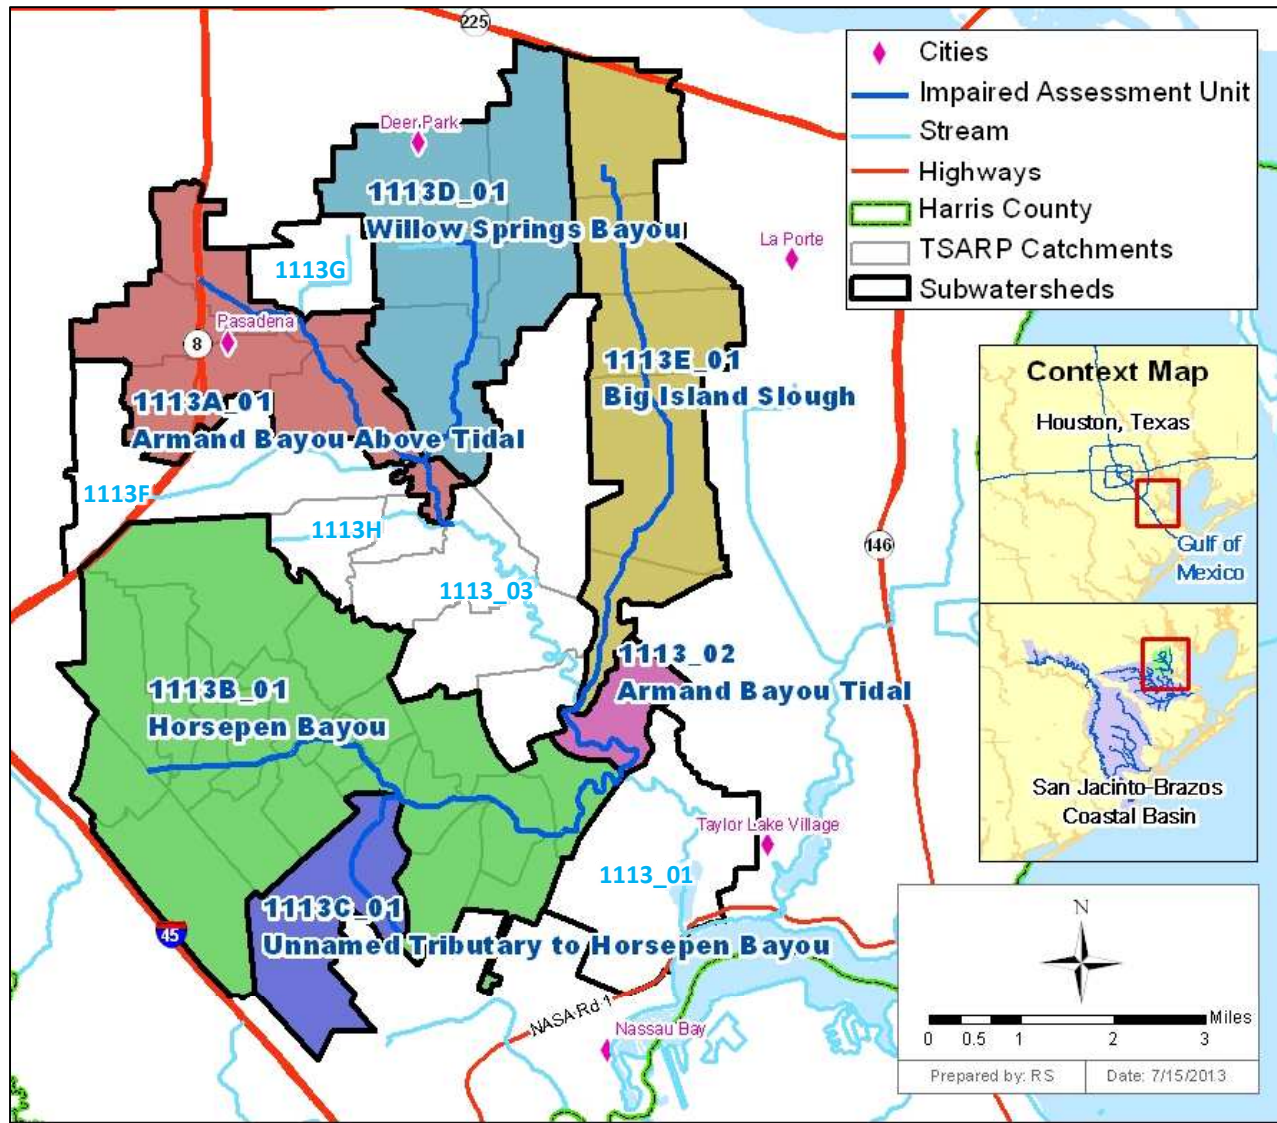 225
Cities
Impaired Assessment Unit
Stream
Highways
Harris County
TSARP Catchments
Subwatersheds
Deer Park
1113D_01
Willow Springs Bayou
La Porte
1113G
Pasadena
8
1113E_01
Big Island Slough
1113A_01
Armand Bayou Above Tidal
Context Map
Houston, Texas
Gulf of
Mexico
1113F
1113H
146
1113_03
1113_02
Armand Bayou Tidal
1113B_01
Horsepen Bayou
San Jacinto-Brazos
Coastal Basin
Taylor Lake Village
1113_01
1113C_01
Unnamed Tributary to Horsepen Bayou
45
NASA Rd 1
Nassau Bay
N
Miles
0 0.5 1 2 3
Prepared by: RS
Date: 7/15/2013